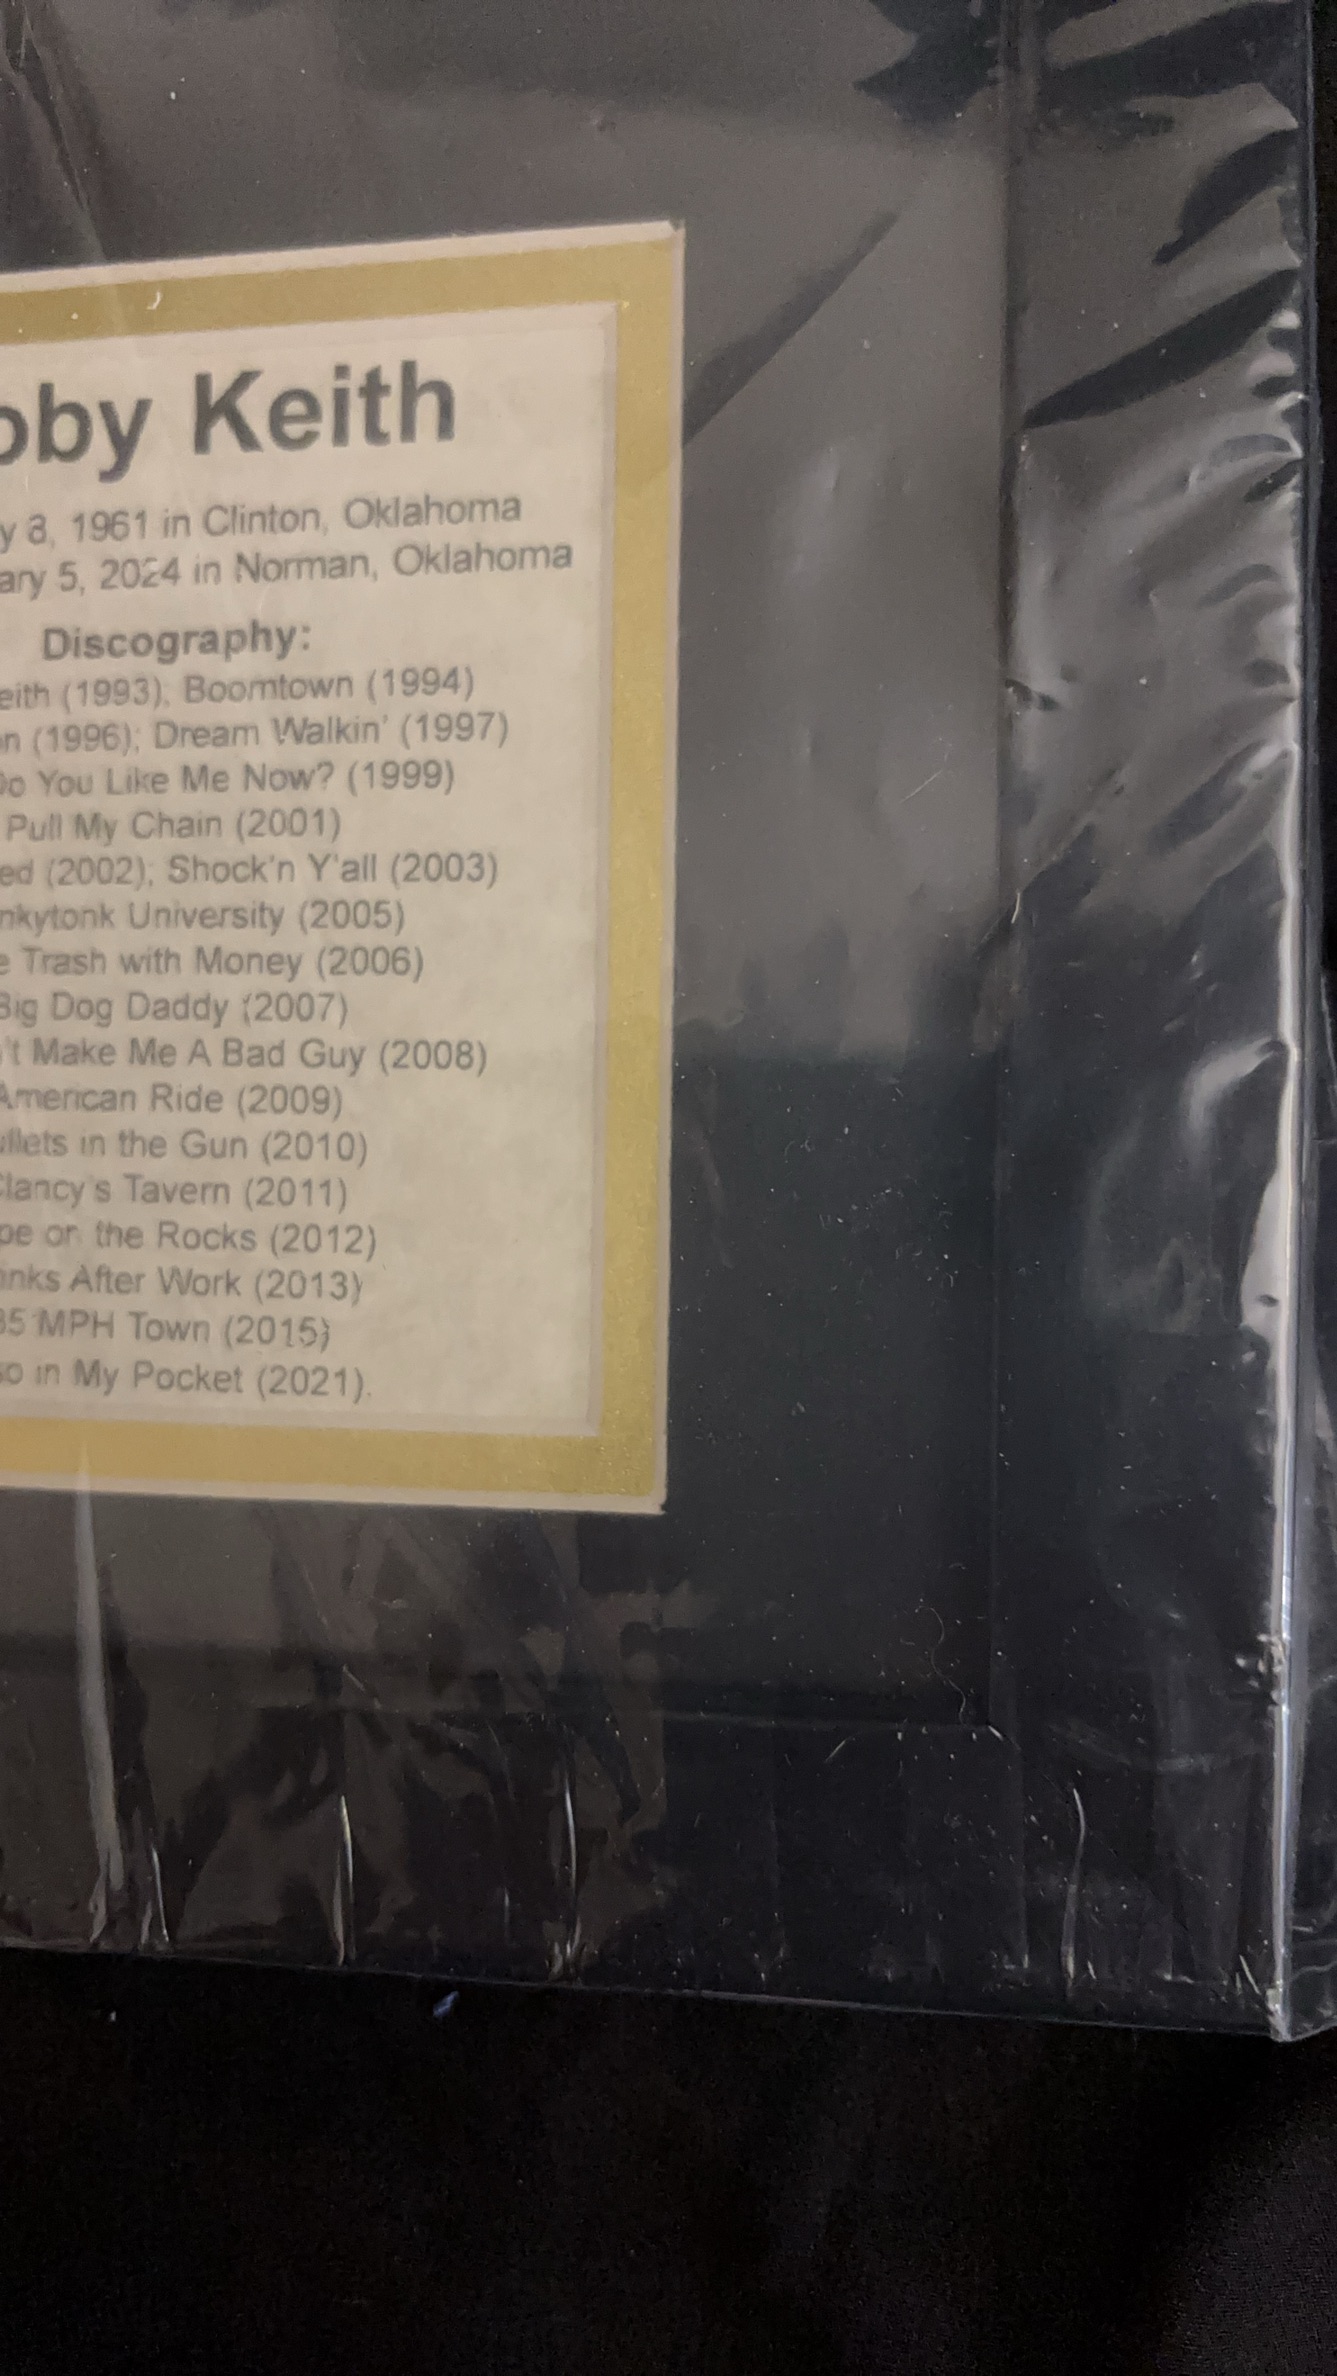 oby Keith
y 8, 1961 in Clinton, Oklahoma
ary 5, 2024 in Norman, Oklahoma
Discography:
eith (1993); Boomtown (1994)
on (1996); Dream Walkin' (1997)
Do You Like Me Now? (1999)
Pull My Chain (2001)
ed (2002); Shock'n Y'all (2003)
nkytonk University (2005)
e Trash with Money (2006)
Big Dog Daddy (2007)
't Make Me A Bad Guy (2008)
American Ride (2009)
ullets in the Gun (2010)
Clancy's Tavern (2011)
pe on the Rocks (2012)
inks After Work (2013)
35 MPH Town (2015)
so in My Pocket (2021).